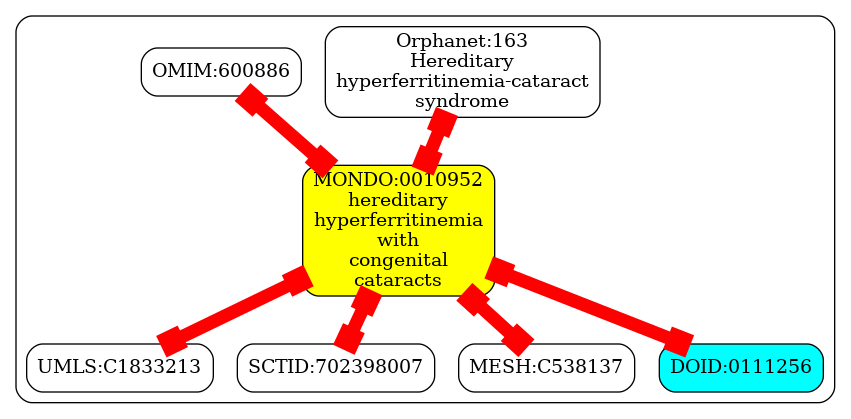 OMIM:600886
Orphanet:163
Hereditary
hyperferritinemia-cataract
syndrome
MONDO:0010952
hereditary
hyperferritinemia
with
congenital
cataracts
UMLS:C1833213
SCTID:702398007
MESH:C538137
DOID:0111256